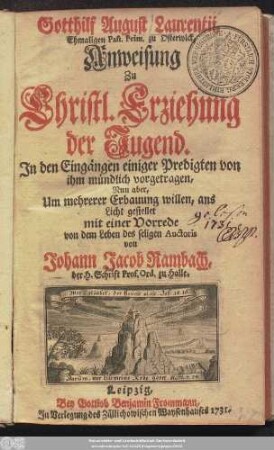 Gotthilf August Laurentii
Ehmaligen Past. Prim. zu Osterwick,
Anweisung
Zu
Christl. Erziehung
der Jugend.
In den Eingängen einiger Predigten von
ihm mündlich vorgetragen,
Nun aber,
Um mehrerer Erbauung willen, ans
Licht gestellet
mit einer Vorrede
von dem Leben des seligen Auctoris
von
Johann Jacob Rambach,
der H. Schrifft Prof. Ord. zu Halle.
Leipzig,
Bey Gottlob Benjamin Frommann,
In Verlegung des Züllichowischen Waysenhauses 1731.